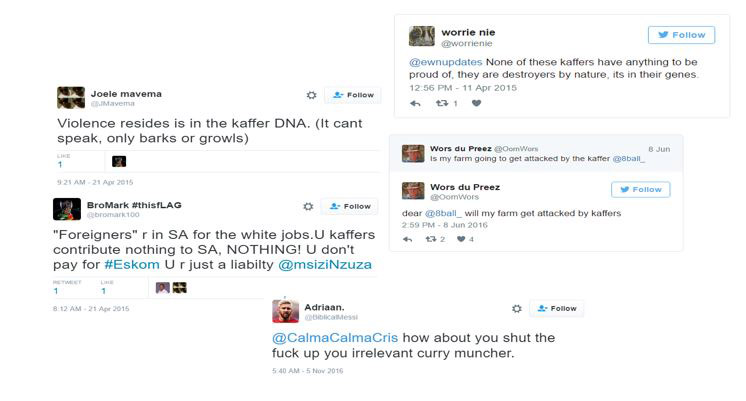 worrie nie
@worrienie
Follow
@ewnupdates None of these kaffers have anything to be
proud of, they are destroyers by nature, its in their genes.
12:56 PM - 11 Apr 2015
1
Joele mavema
@JMavema
Follow
Violence resides is in the kaffer DNA. (It cant
speak, only barks or growls)
LIKE
1
9:21 AM - 21 Apr 2015
Wors du Preez @OomWors
8 Jun
Is my farm going to get attacked by the kaffer @8ball_
Wors du Preez
@OomWors
Follow
dear @8ball_ will my farm get attacked by kaffers
2:59 PM - 8 Jun 2016
2 4
BroMark #thisfLAG
@bromark100
Follow
"Foreigners" r in SA for the white jobs.U kaffers
contribute nothing to SA, NOTHING! U don't
pay for #Eskom U r just a liabilty @msiziNzuza
RETWEET LIKE
1 1
8:12 AM - 21 Apr 2015
Adriaan.
@BiblicalMessi
Follow
@CalmaCalmaCris how about you shut the
fuck up you irrelevant curry muncher.
5:40 AM - 5 Nov 2016